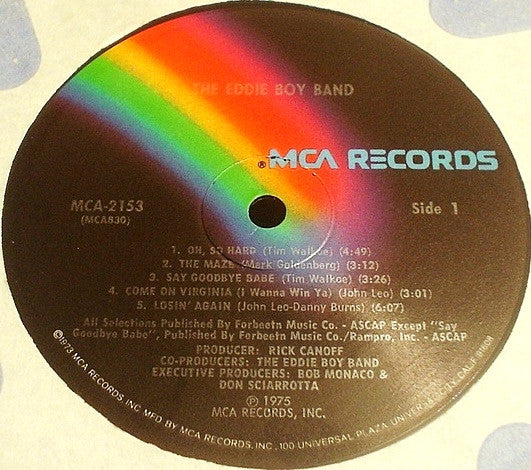 THE EDDIE BOY BAND
®MCA RECORDS
MCA-2153
(MCA830)
Side 1
1. OH, SO HARD (Tim Walkoe) (4:49)
2. THE MAZE (Mark Goldenberg) (3:12)
3. SAY GOODBYE BABE (Tim Walkoe) (3:26)
4. COME ON VIRGINIA (I Wanna Win Ya) (John Leo) (3:01)
5. LOSIN' AGAIN (John Leo-Danny Burns) (6:07)
All Selections Published By Forbeetn Music Co. - ASCAP Except "Say
Goodbye Babe", Published By Forbeetn Music Co./Rampro, Inc. - ASCAP
PRODUCER: RICK CANOFF
CO-PRODUCERS: THE EDDIE BOY BAND
EXECUTIVE PRODUCERS: BOB MONACO &
DON SCIARROTTA
℗ 1975
MCA RECORDS, INC.
©1973 MCA RECORDS, INC. MFD BY MCA RECORDS, INC., 100 UNIVERSAL PLAZA, UNIVERSAL CITY, CALIF.